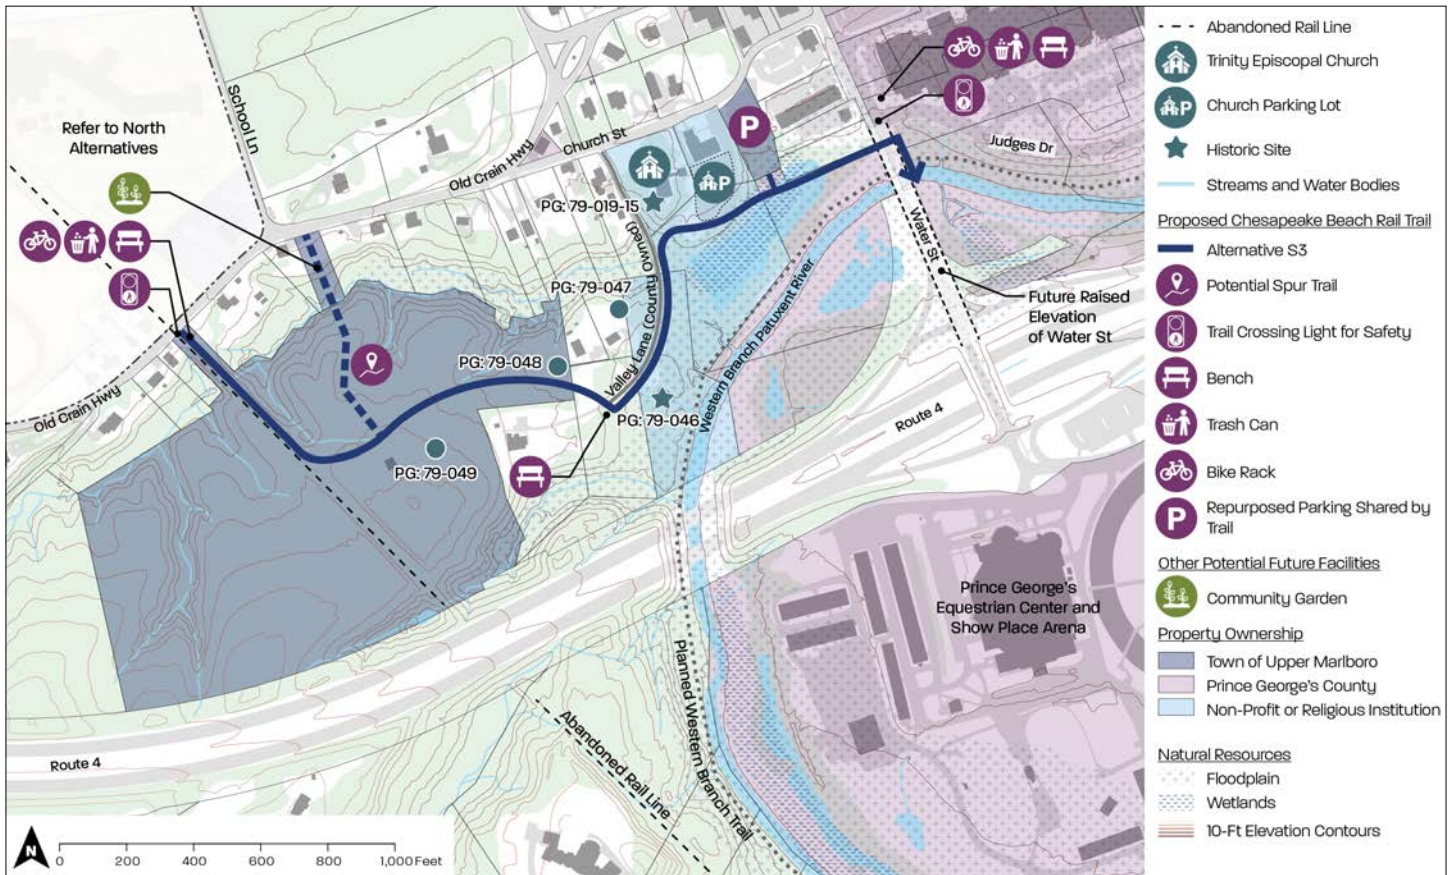 Refer to North
Alternatives
School Ln
Old Crain Hwy
Church St
P
P
Judges Dr
PG: 79-019-15
PG: 79-047
PG: 79-048
PG: 79-046
PG: 79-049
Valley Lane (County Owned)
Western Branch Patuxent River
Water St
Future Raised
Elevation
of Water St
Old Crain Hwy
Route 4
Prince George's
Equestrian Center and
Show Place Arena
Planned Western Branch Trail
Abandoned Rail Line
Route 4
N
0 200 400 600 800 1,000 Feet
Abandoned Rail Line
Trinity Episcopal Church
P
Church Parking Lot
Historic Site
Streams and Water Bodies
Proposed Chesapeake Beach Rail Trail
Alternative S3
Potential Spur Trail
Trail Crossing Light for Safety
Bench
Trash Can
Bike Rack
P
Repurposed Parking Shared by
Trail
Other Potential Future Facilities
Community Garden
Property Ownership
Town of Upper Marlboro
Prince George's County
Non-Profit or Religious Institution
Natural Resources
Floodplain
Wetlands
10-Ft Elevation Contours